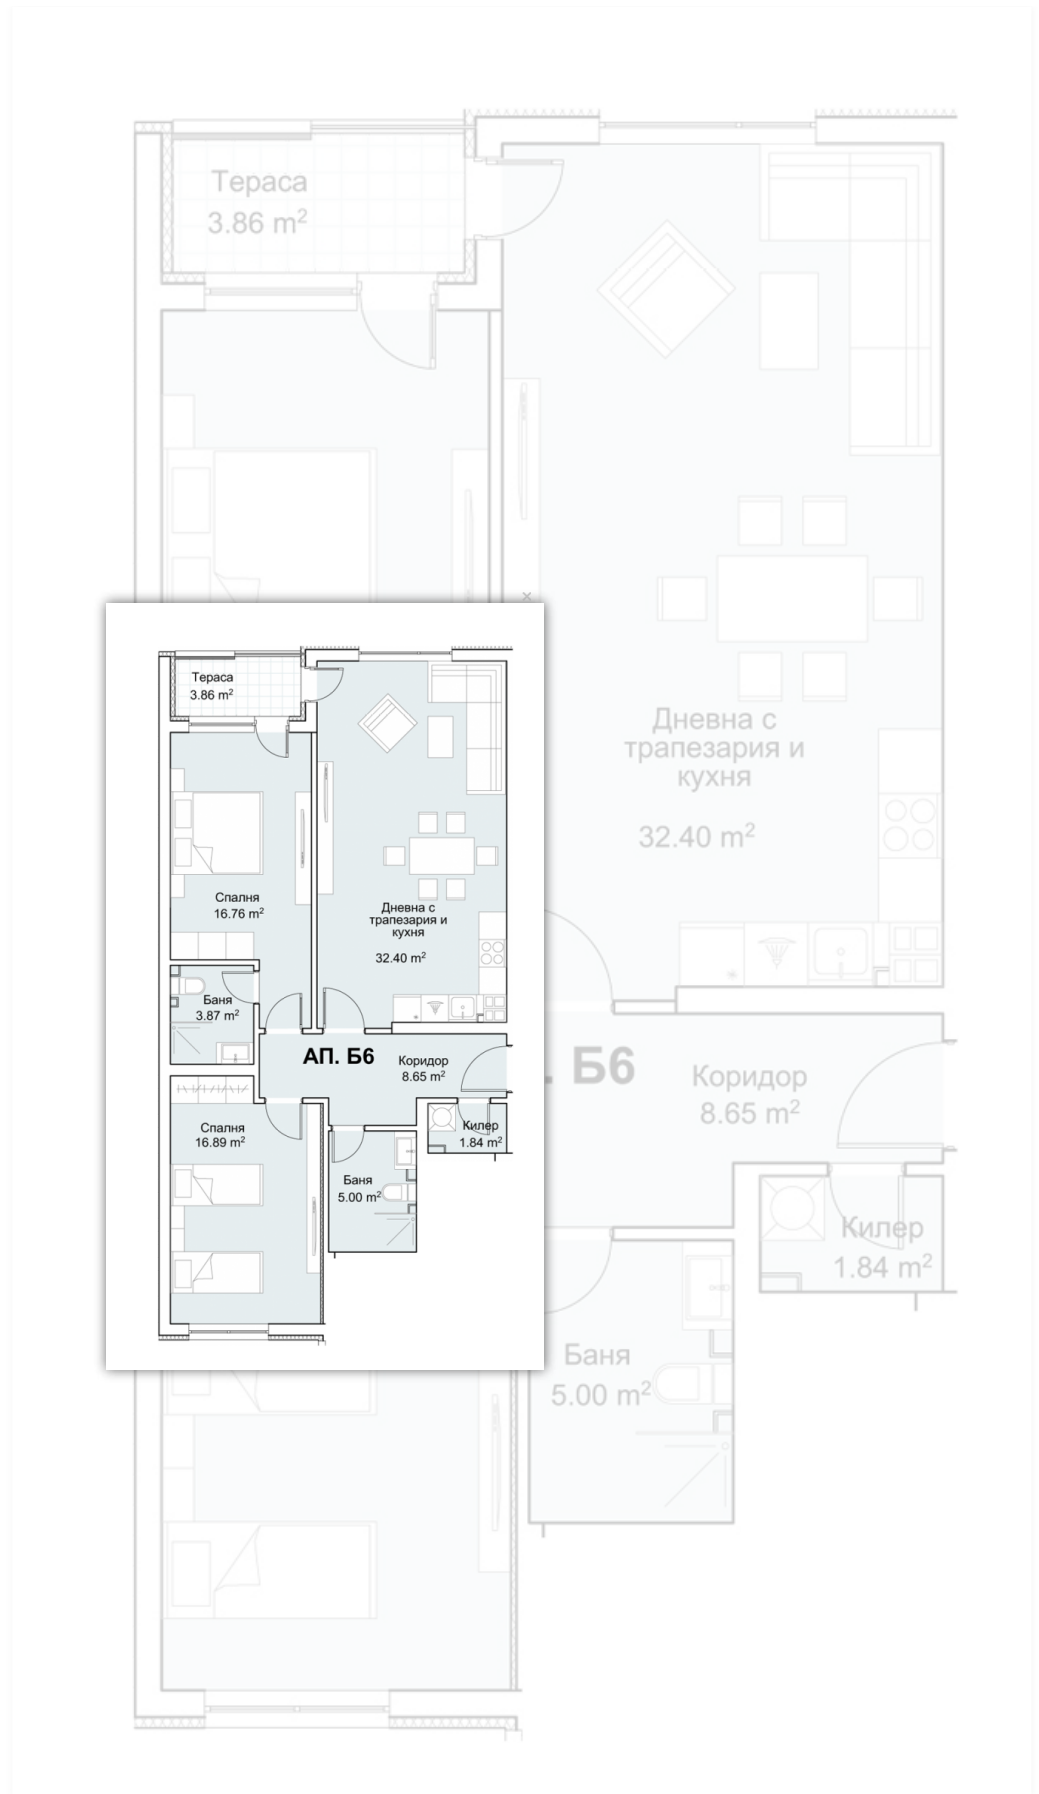 Тераса
3.86 m²
Дневна с
трапезария и
кухня
32.40 m²
. Б6
Коридор
8.65 m²
Килер
1.84 m²
Баня
5.00 m²
Тераса
3.86 m²
Спалня
16.76 m²
Дневна с
трапезария и
кухня
32.40 m²
Баня
3.87 m²
АП. Б6
Коридор
8.65 m²
Спалня
16.89 m²
Килер
1.84 m²
Баня
5.00 m²